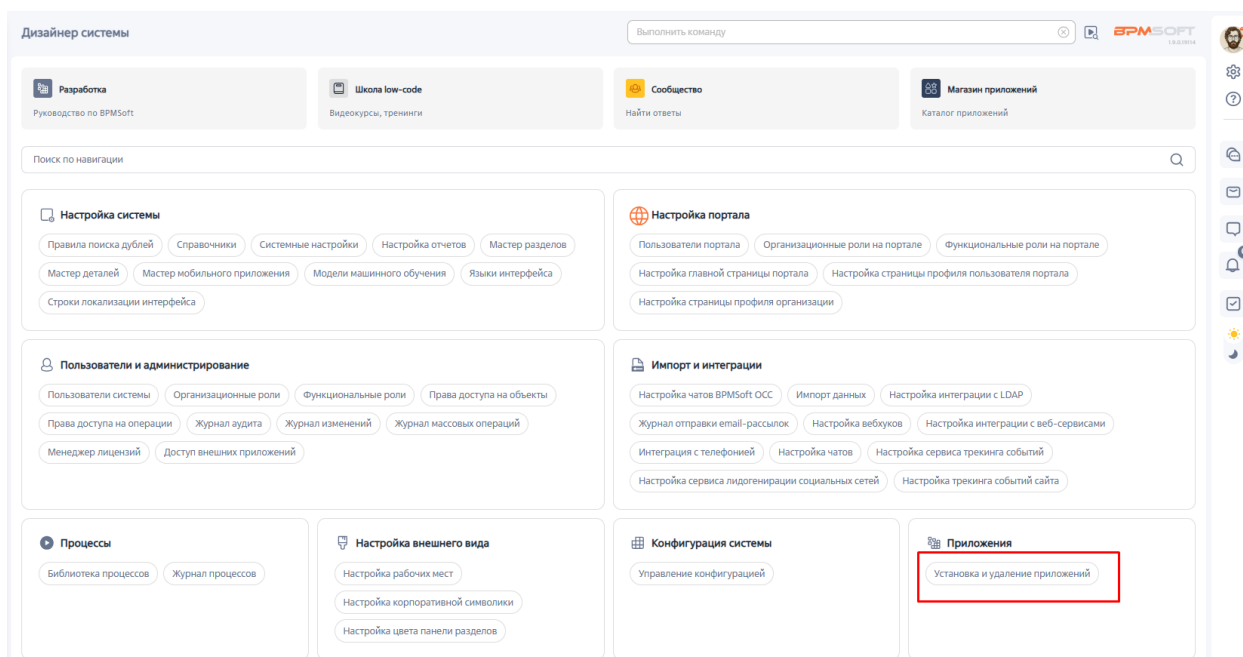 Дизайнер системы
Выполнить команду
BPMSOFT
Разработка
Руководство по BPMSoft
Школа low-code
Видеокурсы, тренинги
Сообщество
Найти ответы
Магазин приложений
Каталог приложений
Поиск по навигации
Настройка системы
Правила поиска дублей Справочники Системные настройки Настройка отчетов Мастер разделов
Мастер деталей Мастер мобильного приложения Модели машинного обучения Языки интерфейса
Строки локализации интерфейса
Настройка портала
Пользователи портала Организационные роли на портале Функциональные роли на портале
Настройка главной страницы портала Настройка страницы профиля пользователя портала
Настройка страницы профиля организации
Пользователи и администрирование
Пользователи системы Организационные роли Функциональные роли Права доступа на объекты
Права доступа на операции Журнал аудита Журнал изменений Журнал массовых операций
Менеджер лицензий Доступ внешних приложений
Импорт и интеграции
Настройка чатов BPMSoft OCC Импорт данных Настройка интеграции с LDAP
Журнал отправки email-рассылок Настройка вебхуков Настройка интеграции с веб-сервисами
Интеграция с телефонией Настройка чатов Настройка сервиса трекинга событий
Настройка сервиса лидогенирации социальных сетей Настройка трекинга событий сайта
Процессы
Библиотека процессов Журнал процессов
Настройка внешнего вида
Настройка рабочих мест
Настройка корпоративной символики
Настройка цвета панели разделов
Конфигурация системы
Управление конфигурацией
Приложения
Установка и удаление приложений